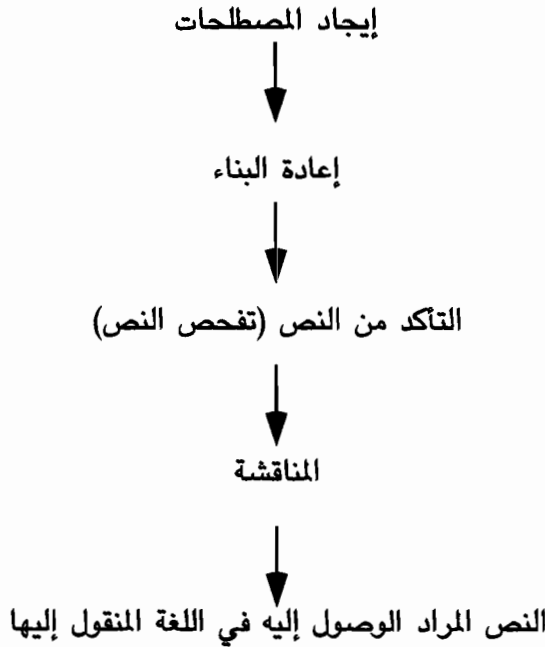 إيجاد المصطلحات
إعادة البناء
التأكد من النص (تفحص النص)
المناقشة
النص المراد الوصول إليه في اللغة المنقول إليها